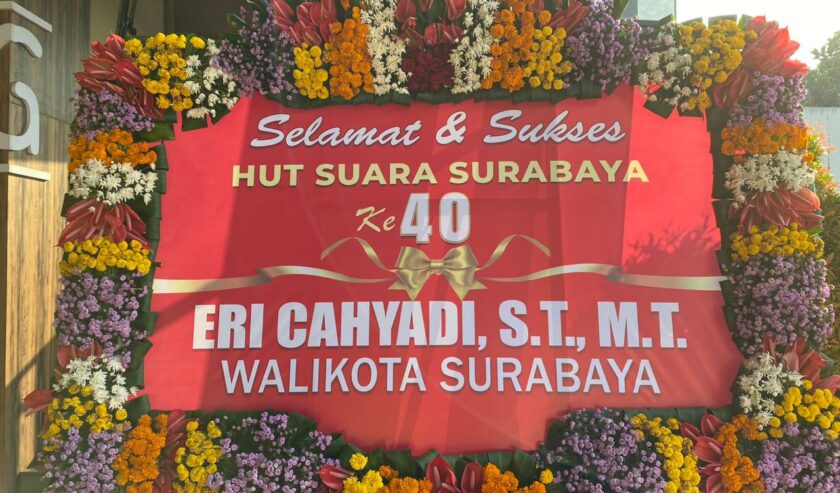 Selamat & Sukses
HUT SUARA SURABAYA
Ke 40
ERI CAHYADI, S.T., M.T.
WALIKOTA SURABAYA